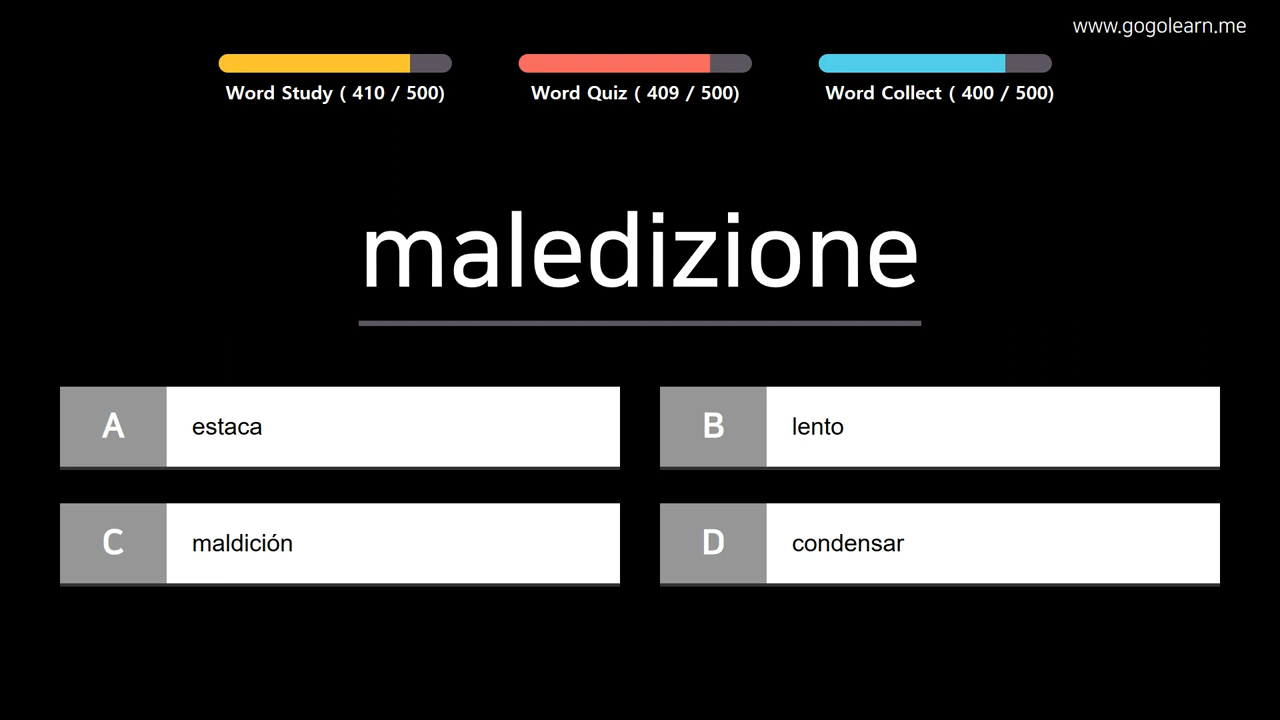 www.gogolearn.me
Word Study ( 410 / 500)
Word Quiz ( 409 / 500)
Word Collect ( 400 / 500)
maledizione
A estaca
B lento
C maldición
D condensar